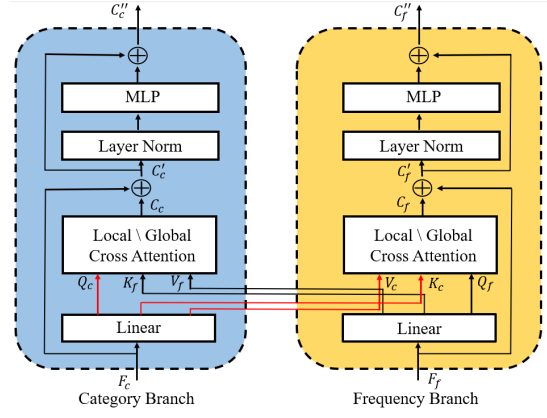 C''_c
C''_f
MLP
MLP
Layer Norm
Layer Norm
C'_c
C'_f
C_c
C_f
Local \ Global
Cross Attention
Local \ Global
Cross Attention
Q_c K_f V_f
V_c K_c Q_f
Linear
Linear
F_c
F_f
Category Branch
Frequency Branch